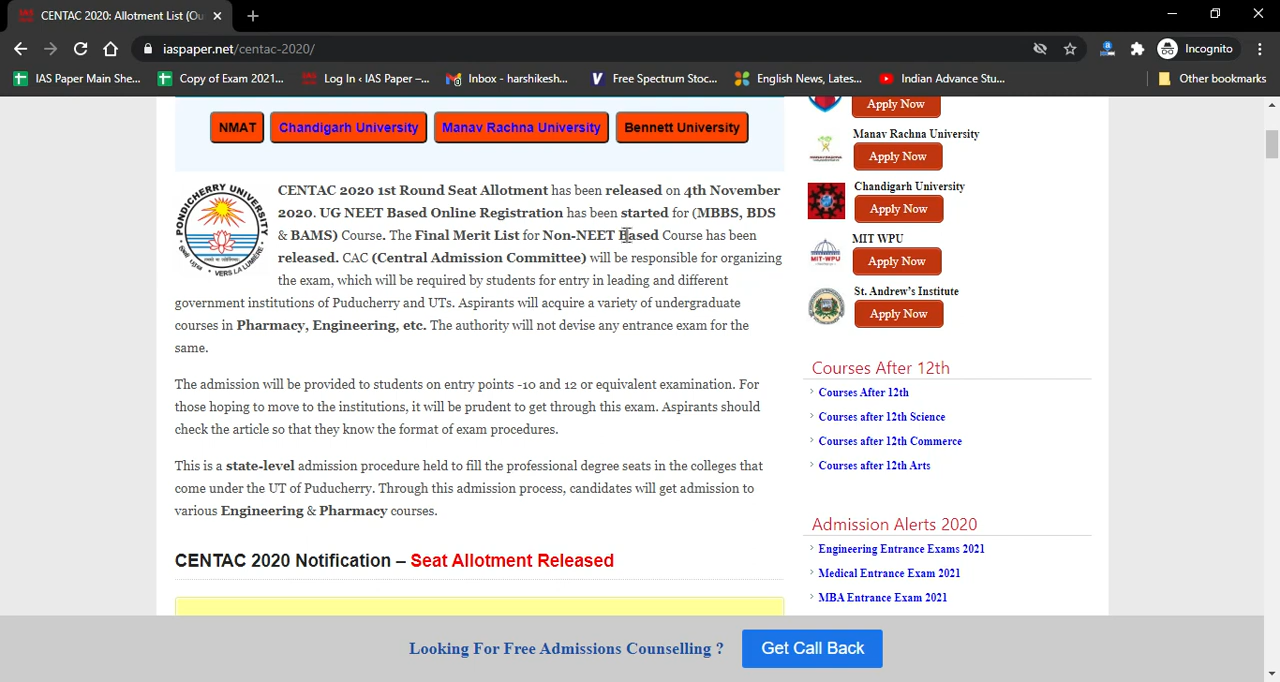 CENTAC 2020: Allotment List (Ou
iaspaper.net/centac-2020/
Incognito
IAS Paper Main She...
Copy of Exam 2021...
Log In ‹ IAS Paper –...
Inbox - harshikesh...
Free Spectrum Stoc...
English News, Lates...
Indian Advance Stu...
Other bookmarks
NMAT
Chandigarh University
Manav Rachna University
Bennett University
PONDICHERRY UNIVERSITY
VERS LA LUMIÈRE
CENTAC 2020 1st Round Seat Allotment has been released on 4th November
2020. UG NEET Based Online Registration has been started for (MBBS, BDS
& BAMS) Course. The Final Merit List for Non-NEET Based Course has been
released. CAC (Central Admission Committee) will be responsible for organizing
the exam, which will be required by students for entry in leading and different
government institutions of Puducherry and UTs. Aspirants will acquire a variety of undergraduate
courses in Pharmacy, Engineering, etc. The authority will not devise any entrance exam for the
same.
The admission will be provided to students on entry points -10 and 12 or equivalent examination. For
those hoping to move to the institutions, it will be prudent to get through this exam. Aspirants should
check the article so that they know the format of exam procedures.
This is a state-level admission procedure held to fill the professional degree seats in the colleges that
come under the UT of Puducherry. Through this admission process, candidates will get admission to
various Engineering & Pharmacy courses.
CENTAC 2020 Notification – Seat Allotment Released
Apply Now
Manav Rachna University
Apply Now
Chandigarh University
Apply Now
MIT WPU
Apply Now
St. Andrew's Institute
Apply Now
Courses After 12th
Courses After 12th
Courses after 12th Science
Courses after 12th Commerce
Courses after 12th Arts
Admission Alerts 2020
Engineering Entrance Exams 2021
Medical Entrance Exam 2021
MBA Entrance Exam 2021
Looking For Free Admissions Counselling ?
Get Call Back